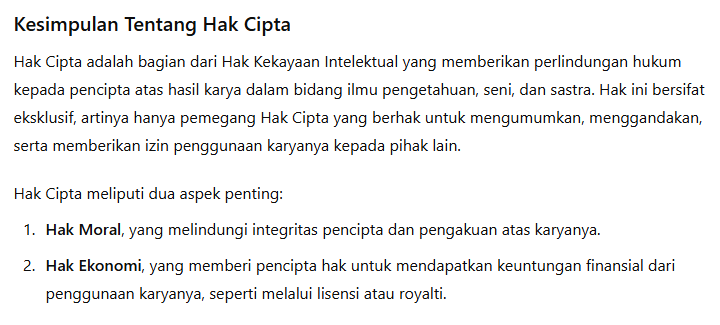 Kesimpulan Tentang Hak Cipta
Hak Cipta adalah bagian dari Hak Kekayaan Intelektual yang memberikan perlindungan hukum
kepada pencipta atas hasil karya dalam bidang ilmu pengetahuan, seni, dan sastra. Hak ini bersifat
eksklusif, artinya hanya pemegang Hak Cipta yang berhak untuk mengumumkan, menggandakan,
serta memberikan izin penggunaan karyanya kepada pihak lain.
Hak Cipta meliputi dua aspek penting:
1. Hak Moral, yang melindungi integritas pencipta dan pengakuan atas karyanya.
2. Hak Ekonomi, yang memberi pencipta hak untuk mendapatkan keuntungan finansial dari
penggunaan karyanya, seperti melalui lisensi atau royalti.